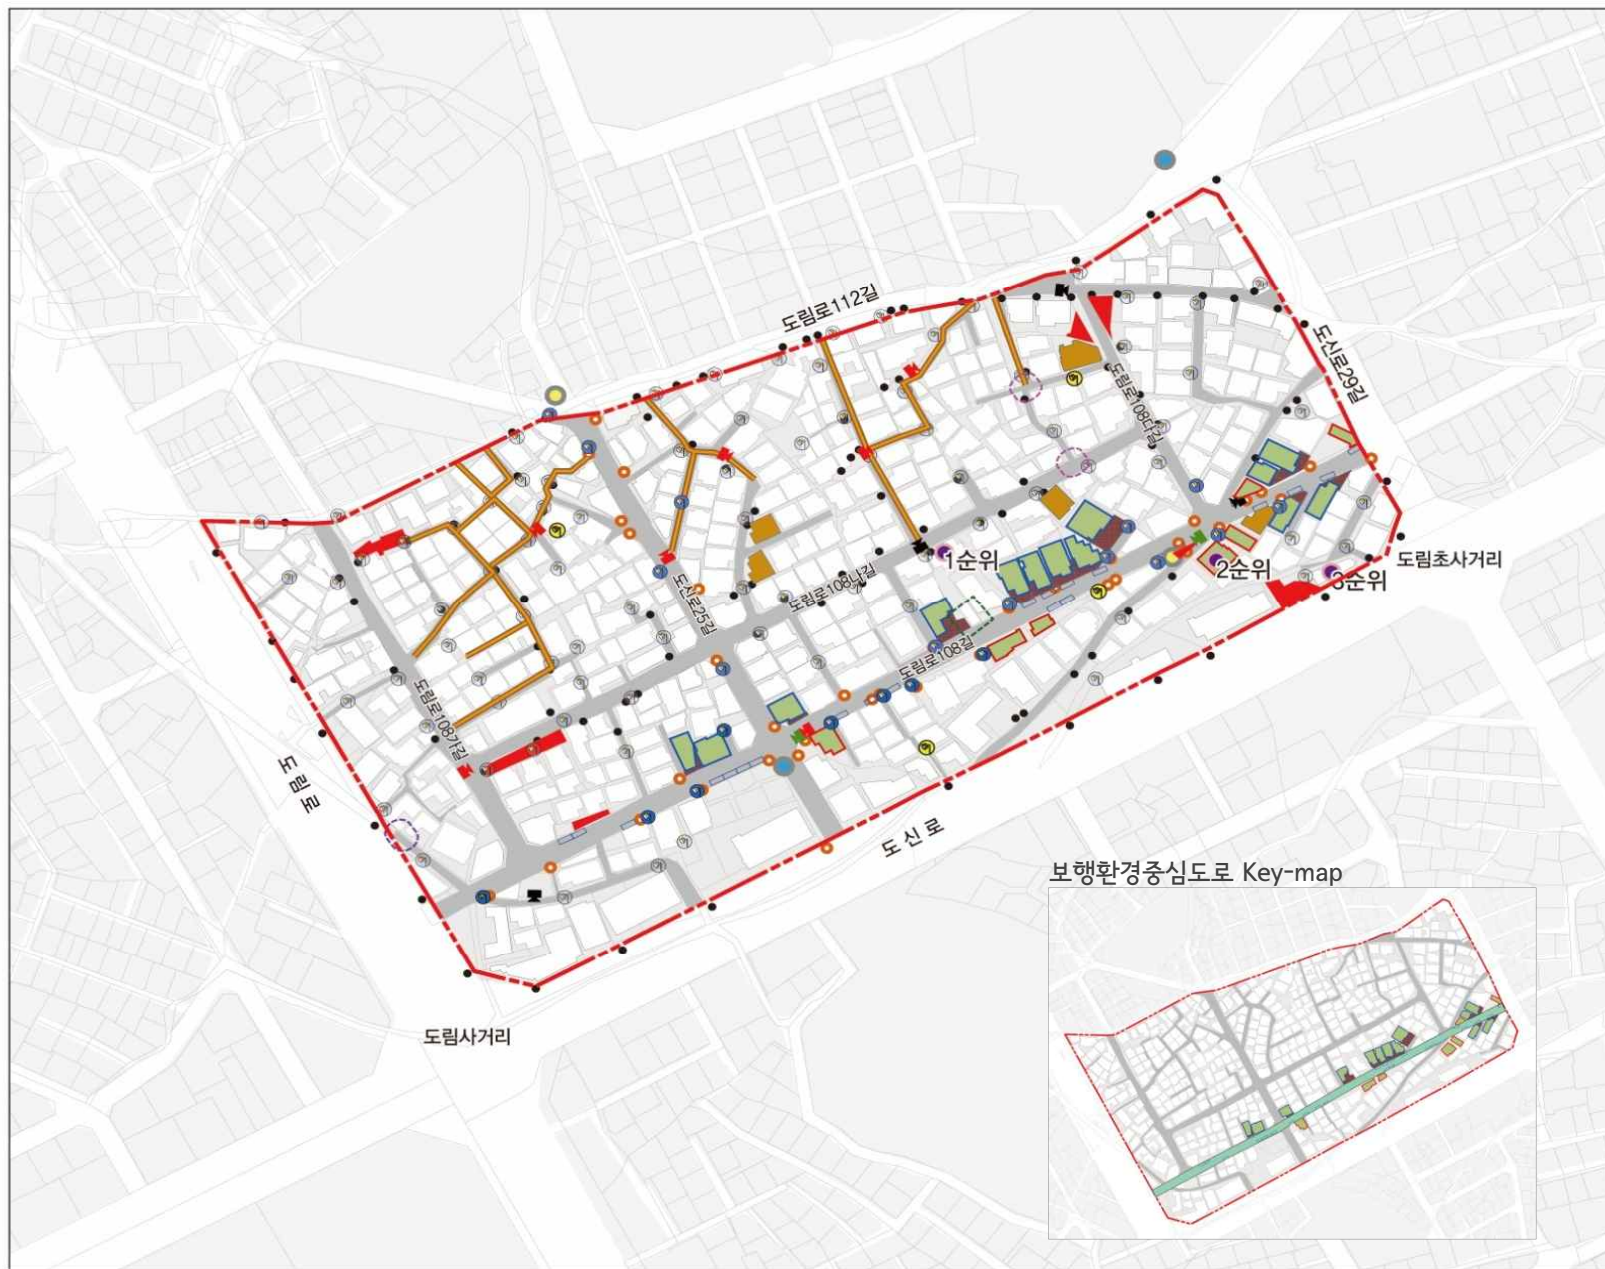 도림로112길
도신로29길
도림로108다길
도림초사거리
1순위
2순위
3순위
도림로108나길
도신로25길
도림로108길
도림로108가길
도림로
도신로
보행환경중심도로 Key-map
도림사거리